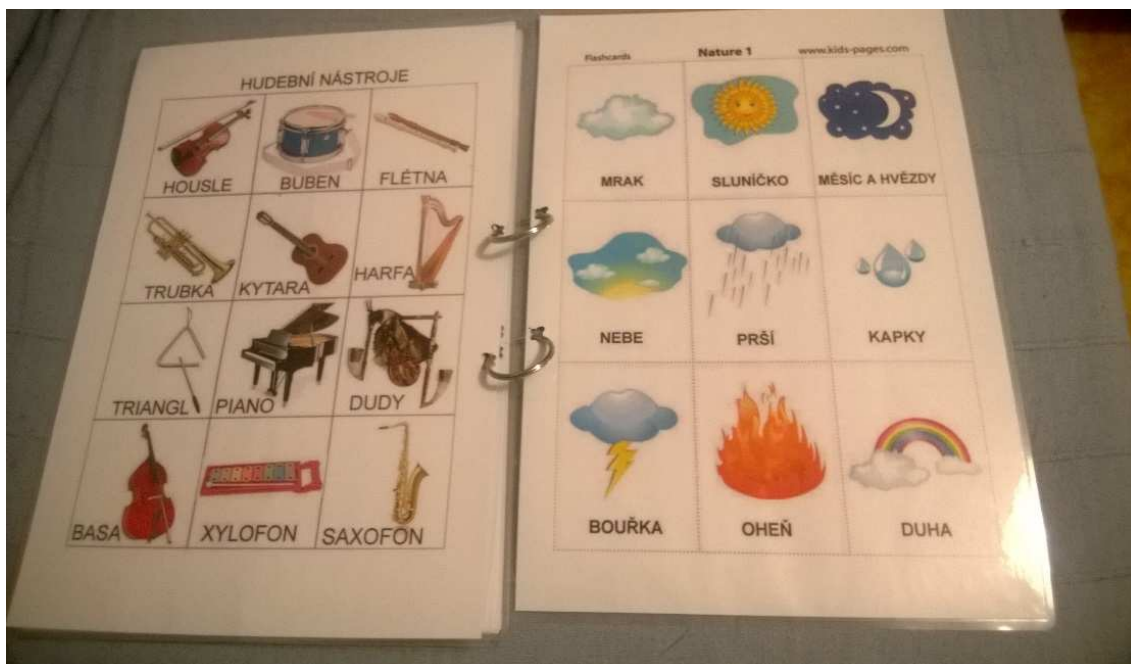 HUDEBNÍ NÁSTROJE
HOUSLE BUBEN FLÉTNA
TRUBKA KYTARA HARFA
TRIANGL PIANO DUDY
BASA XYLOFON SAXOFON
Flashcards Nature 1 www.kids-pages.com
MRAK SLUNÍČKO MĚSÍC A HVĚZDY
NEBE PRŠÍ KAPKY
BOUŘKA OHEŇ DUHA